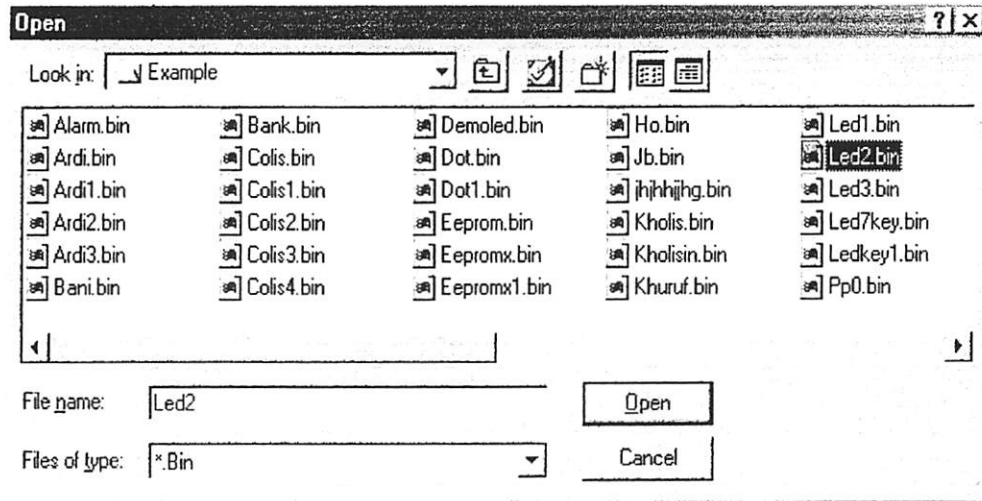 Open
Look in: Example
Alarm.bin Bank.bin Demoled.bin Ho.bin Led1.bin
Ardi.bin Colis.bin Dot.bin Jb.bin Led2.bin
Ardi1.bin Colis1.bin Dot1.bin jhjhhjjhg.bin Led3.bin
Ardi2.bin Colis2.bin Eeprom.bin Kholis.bin Led7key.bin
Ardi3.bin Colis3.bin Eepromx.bin Kholisin.bin Ledkey1.bin
Bani.bin Colis4.bin Eepromx1.bin Khuruf.bin Pp0.bin
File name: Led2 Open
Files of type: *.Bin Cancel